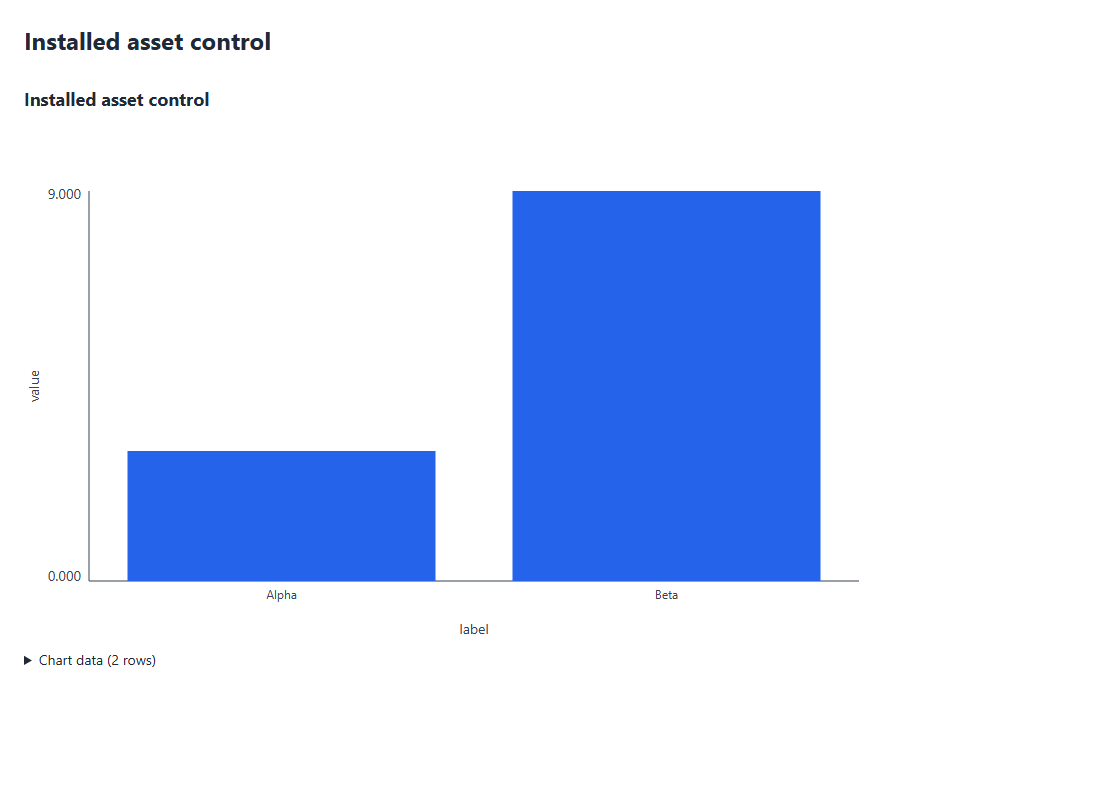 Installed asset control
Installed asset control
9.000
value
0.000
Alpha Beta
label
Chart data (2 rows)